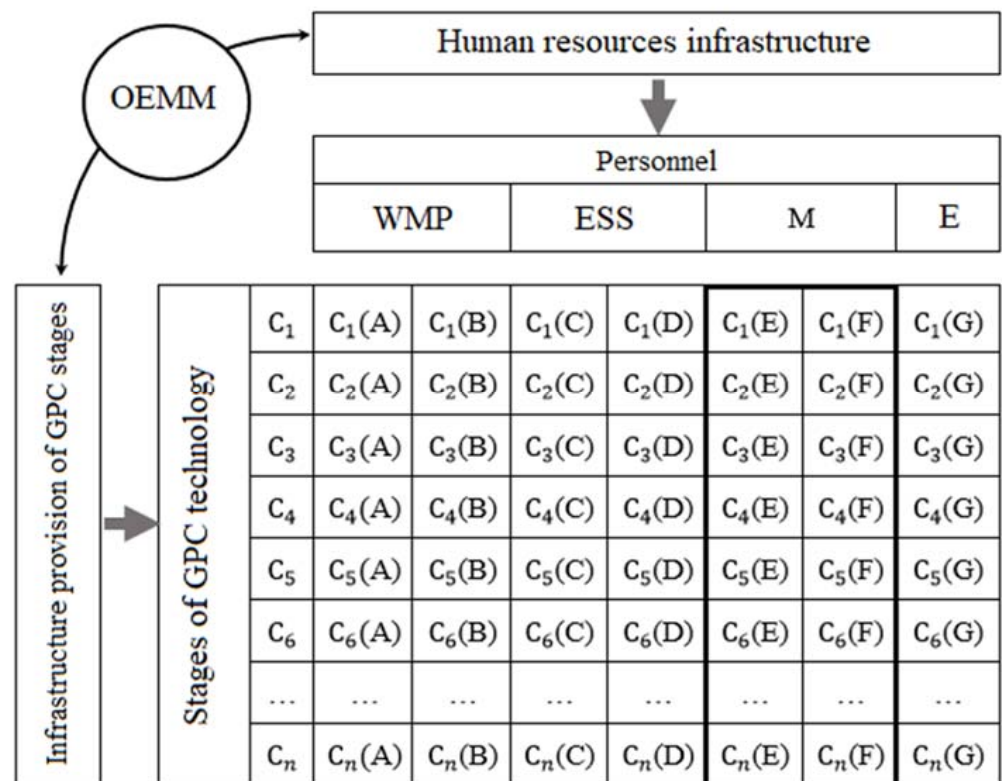 OEMM
Human resources infrastructure
Personnel
WMP ESS M E
Infrastructure provision of GPC stages
Stages of GPC technology
C₁ C₁(A) C₁(B) C₁(C) C₁(D) C₁(E) C₁(F) C₁(G)
C₂ C₂(A) C₂(B) C₂(C) C₂(D) C₂(E) C₂(F) C₂(G)
C₃ C₃(A) C₃(B) C₃(C) C₃(D) C₃(E) C₃(F) C₃(G)
C₄ C₄(A) C₄(B) C₄(C) C₄(D) C₄(E) C₄(F) C₄(G)
C₅ C₅(A) C₅(B) C₅(C) C₅(D) C₅(E) C₅(F) C₅(G)
C₆ C₆(A) C₆(B) C₆(C) C₆(D) C₆(E) C₆(F) C₆(G)
... ... ... ... ... ... ... ...
Cₙ Cₙ(A) Cₙ(B) Cₙ(C) Cₙ(D) Cₙ(E) Cₙ(F) Cₙ(G)